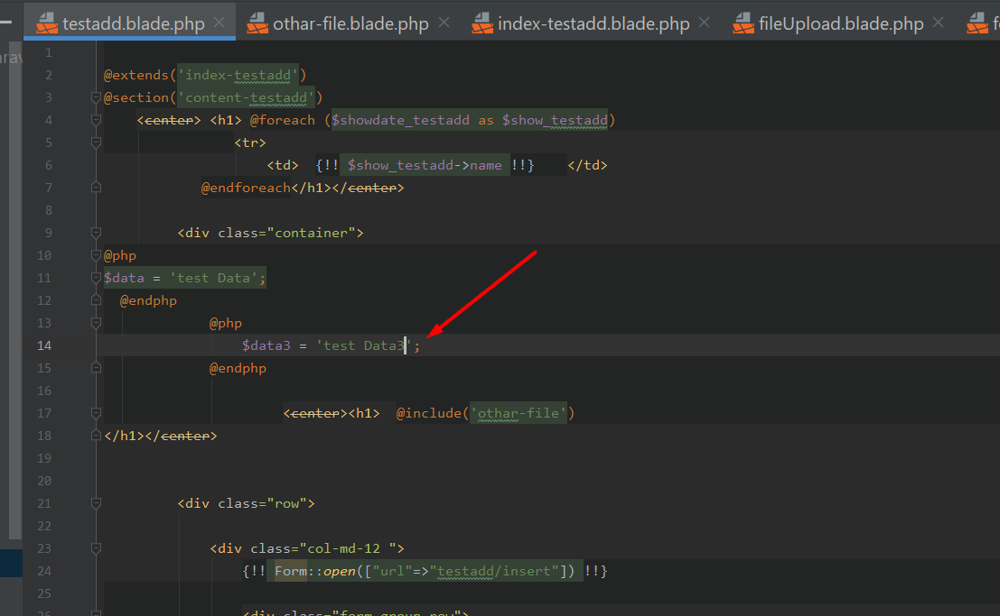 testadd.blade.php othar-file.blade.php index-testadd.blade.php fileUpload.blade.php
1
2 @extends('index-testadd')
3 @section('content-testadd')
4 <center> <h1> @foreach ($showdate_testadd as $show_testadd)
5 <tr>
6 <td> {!! $show_testadd->name !!} </td>
7 @endforeach</h1></center>
8
9 <div class="container">
10 @php
11 $data = 'test Data';
12 @endphp
13 @php
14 $data3 = 'test Data3';
15 @endphp
16
17 <center><h1> @include('othar-file')
18 </h1></center>
19
20
21 <div class="row">
22
23 <div class="col-md-12 ">
24 {!! Form::open(["url"=>"testadd/insert"]) !!}
25
26 <div class="form-group row">